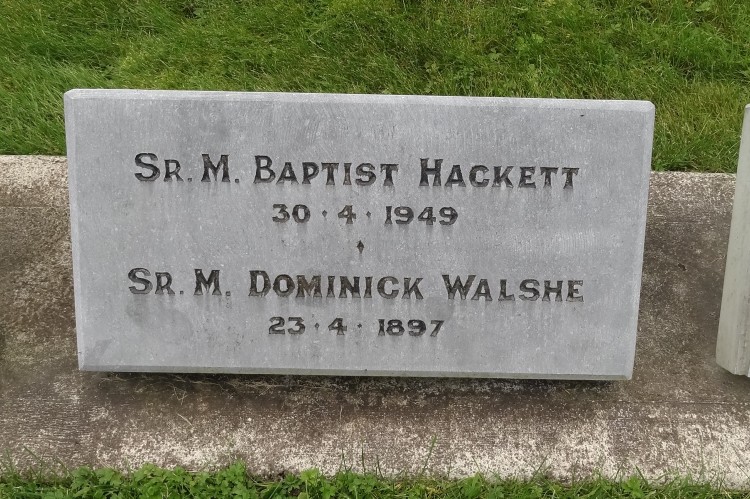 Sr. M. Baptist Hackett
30 · 4 · 1949
Sr. M. Dominick Walshe
23 · 4 · 1897